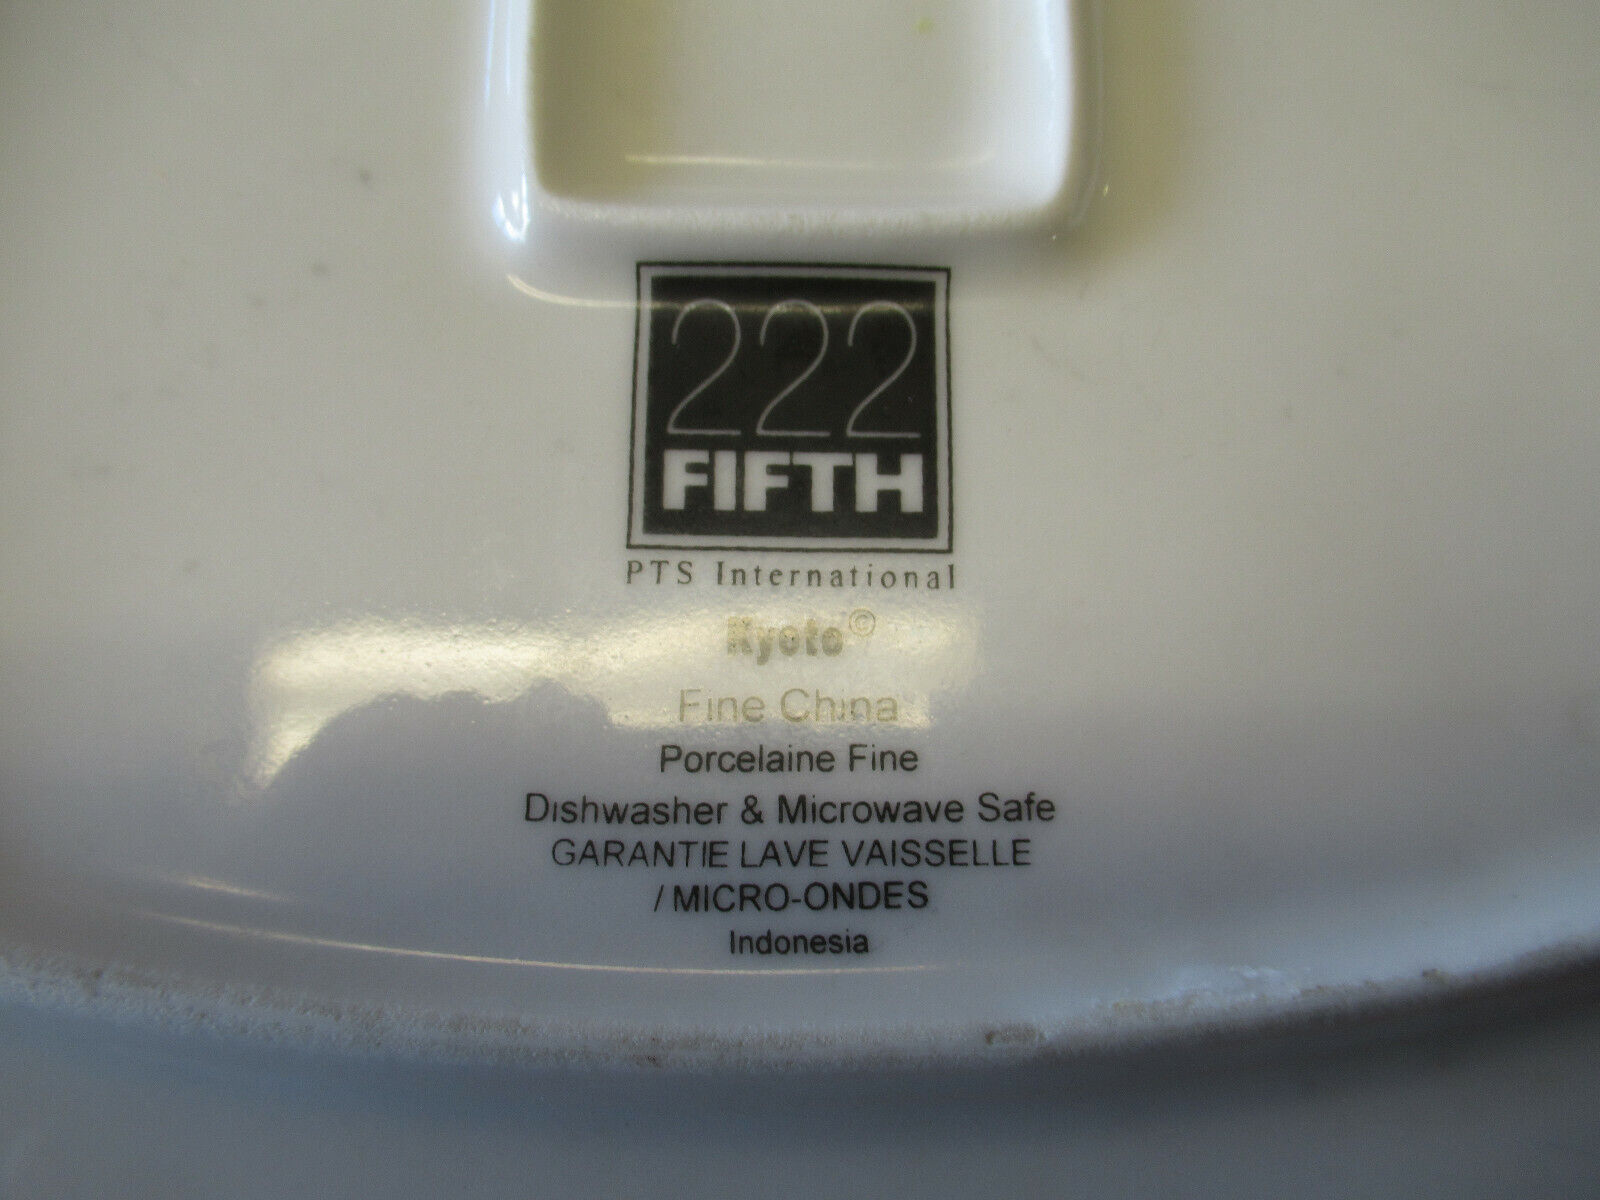 222
FIFTH
PTS International
Kyoto©
Fine China
Porcelaine Fine
Dishwasher & Microwave Safe
GARANTIE LAVE VAISSELLE
/ MICRO-ONDES
Indonesia